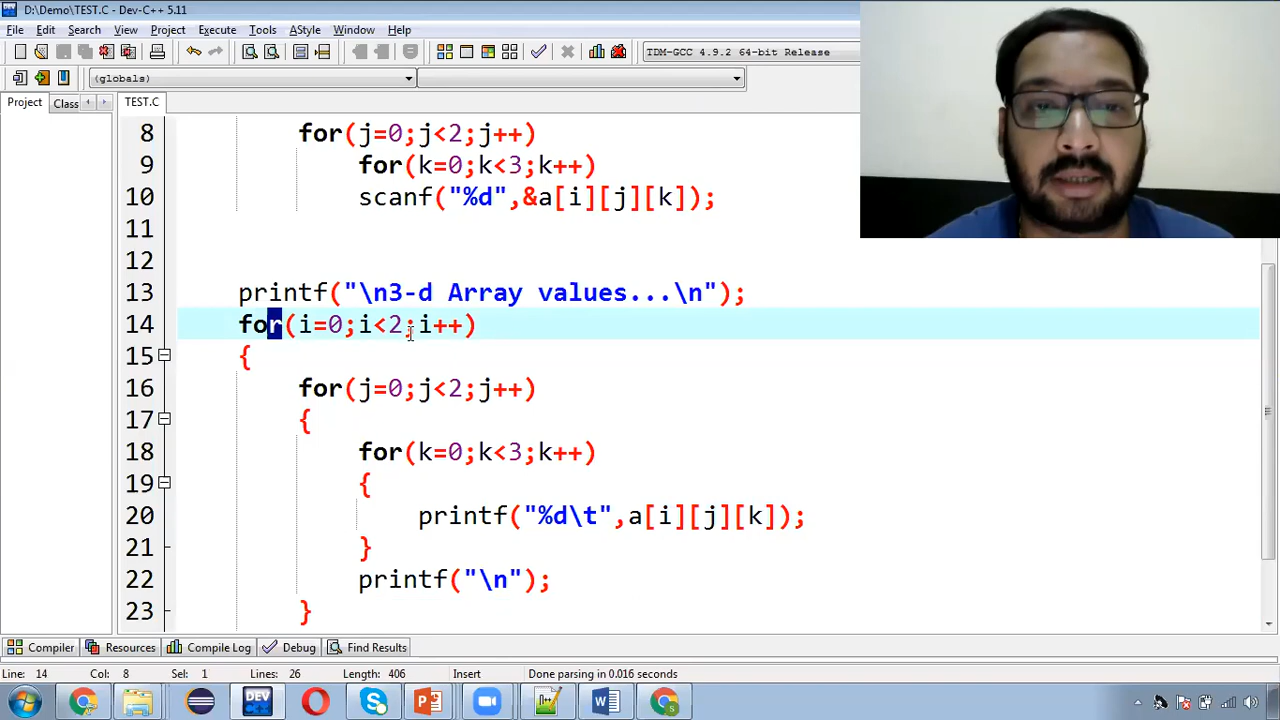 D:\Demo\TEST.C - Dev-C++ 5.11
File Edit Search View Project Execute Tools AStyle Window Help
TDM-GCC 4.9.2 64-bit Release
(globals)
Project Class TEST.C
8 for(j=0;j<2;j++)
9 for(k=0;k<3;k++)
10 scanf("%d",&a[i][j][k]);
11
12
13 printf("\n3-d Array values...\n");
14 for(i=0;i<2;i++)
15 {
16 for(j=0;j<2;j++)
17 {
18 for(k=0;k<3;k++)
19 {
20 printf("%d\t",a[i][j][k]);
21 }
22 printf("\n");
23 }
Compiler Resources Compile Log Debug Find Results
Line: 14 Col: 8 Sel: 1 Lines: 26 Length: 406 Insert Done parsing in 0.016 seconds
DEV